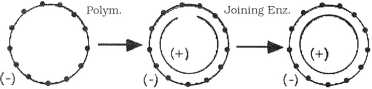 Polym.
Joining Enz.
(+)
(+)
(-)
(-)
(-)